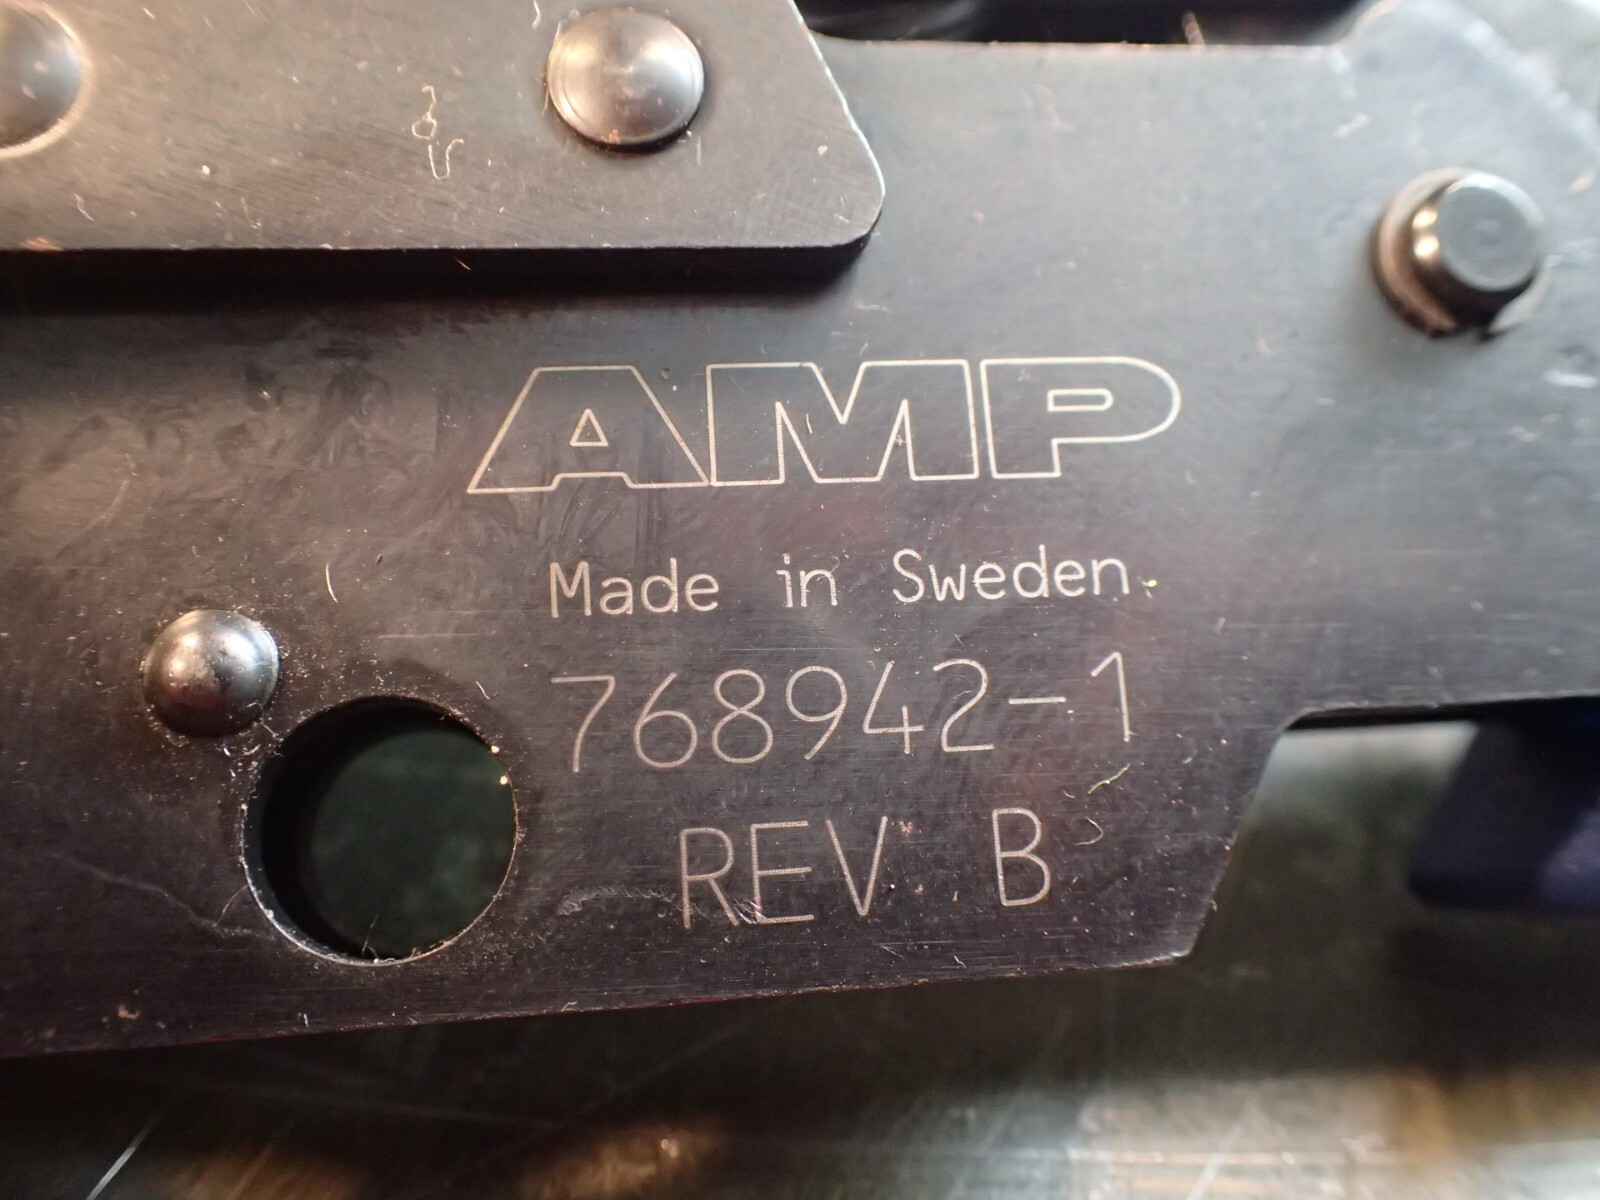 AMP
Made in Sweden
768942-1
REV B